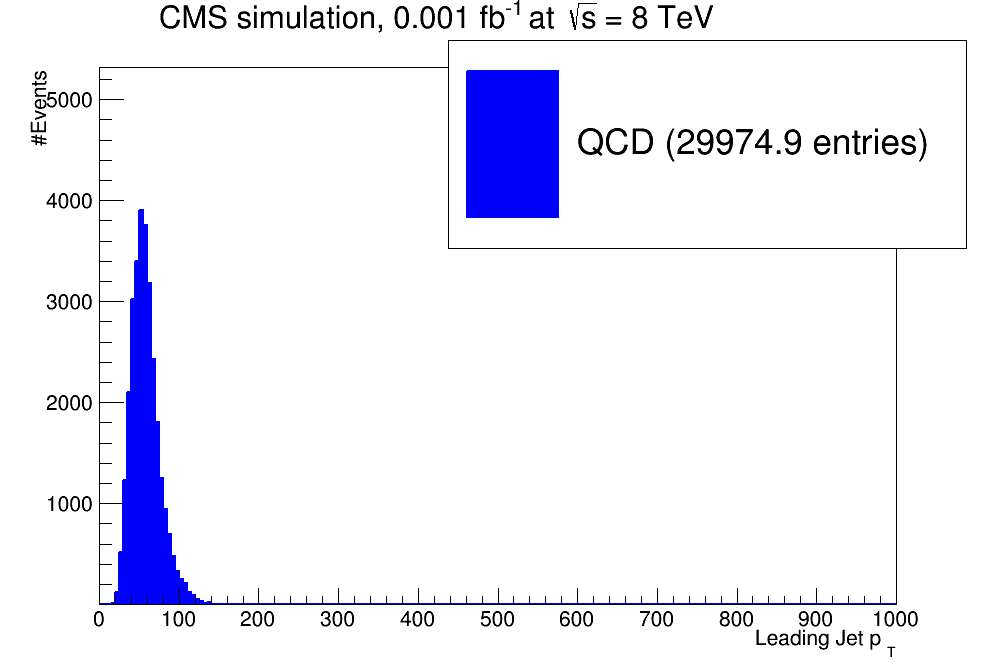 CMS simulation, 0.001 fb⁻¹ at √s = 8 TeV
#Events
QCD (29974.9 entries)
5000
4000
3000
2000
1000
0 100 200 300 400 500 600 700 800 900 1000
Leading Jet p_T